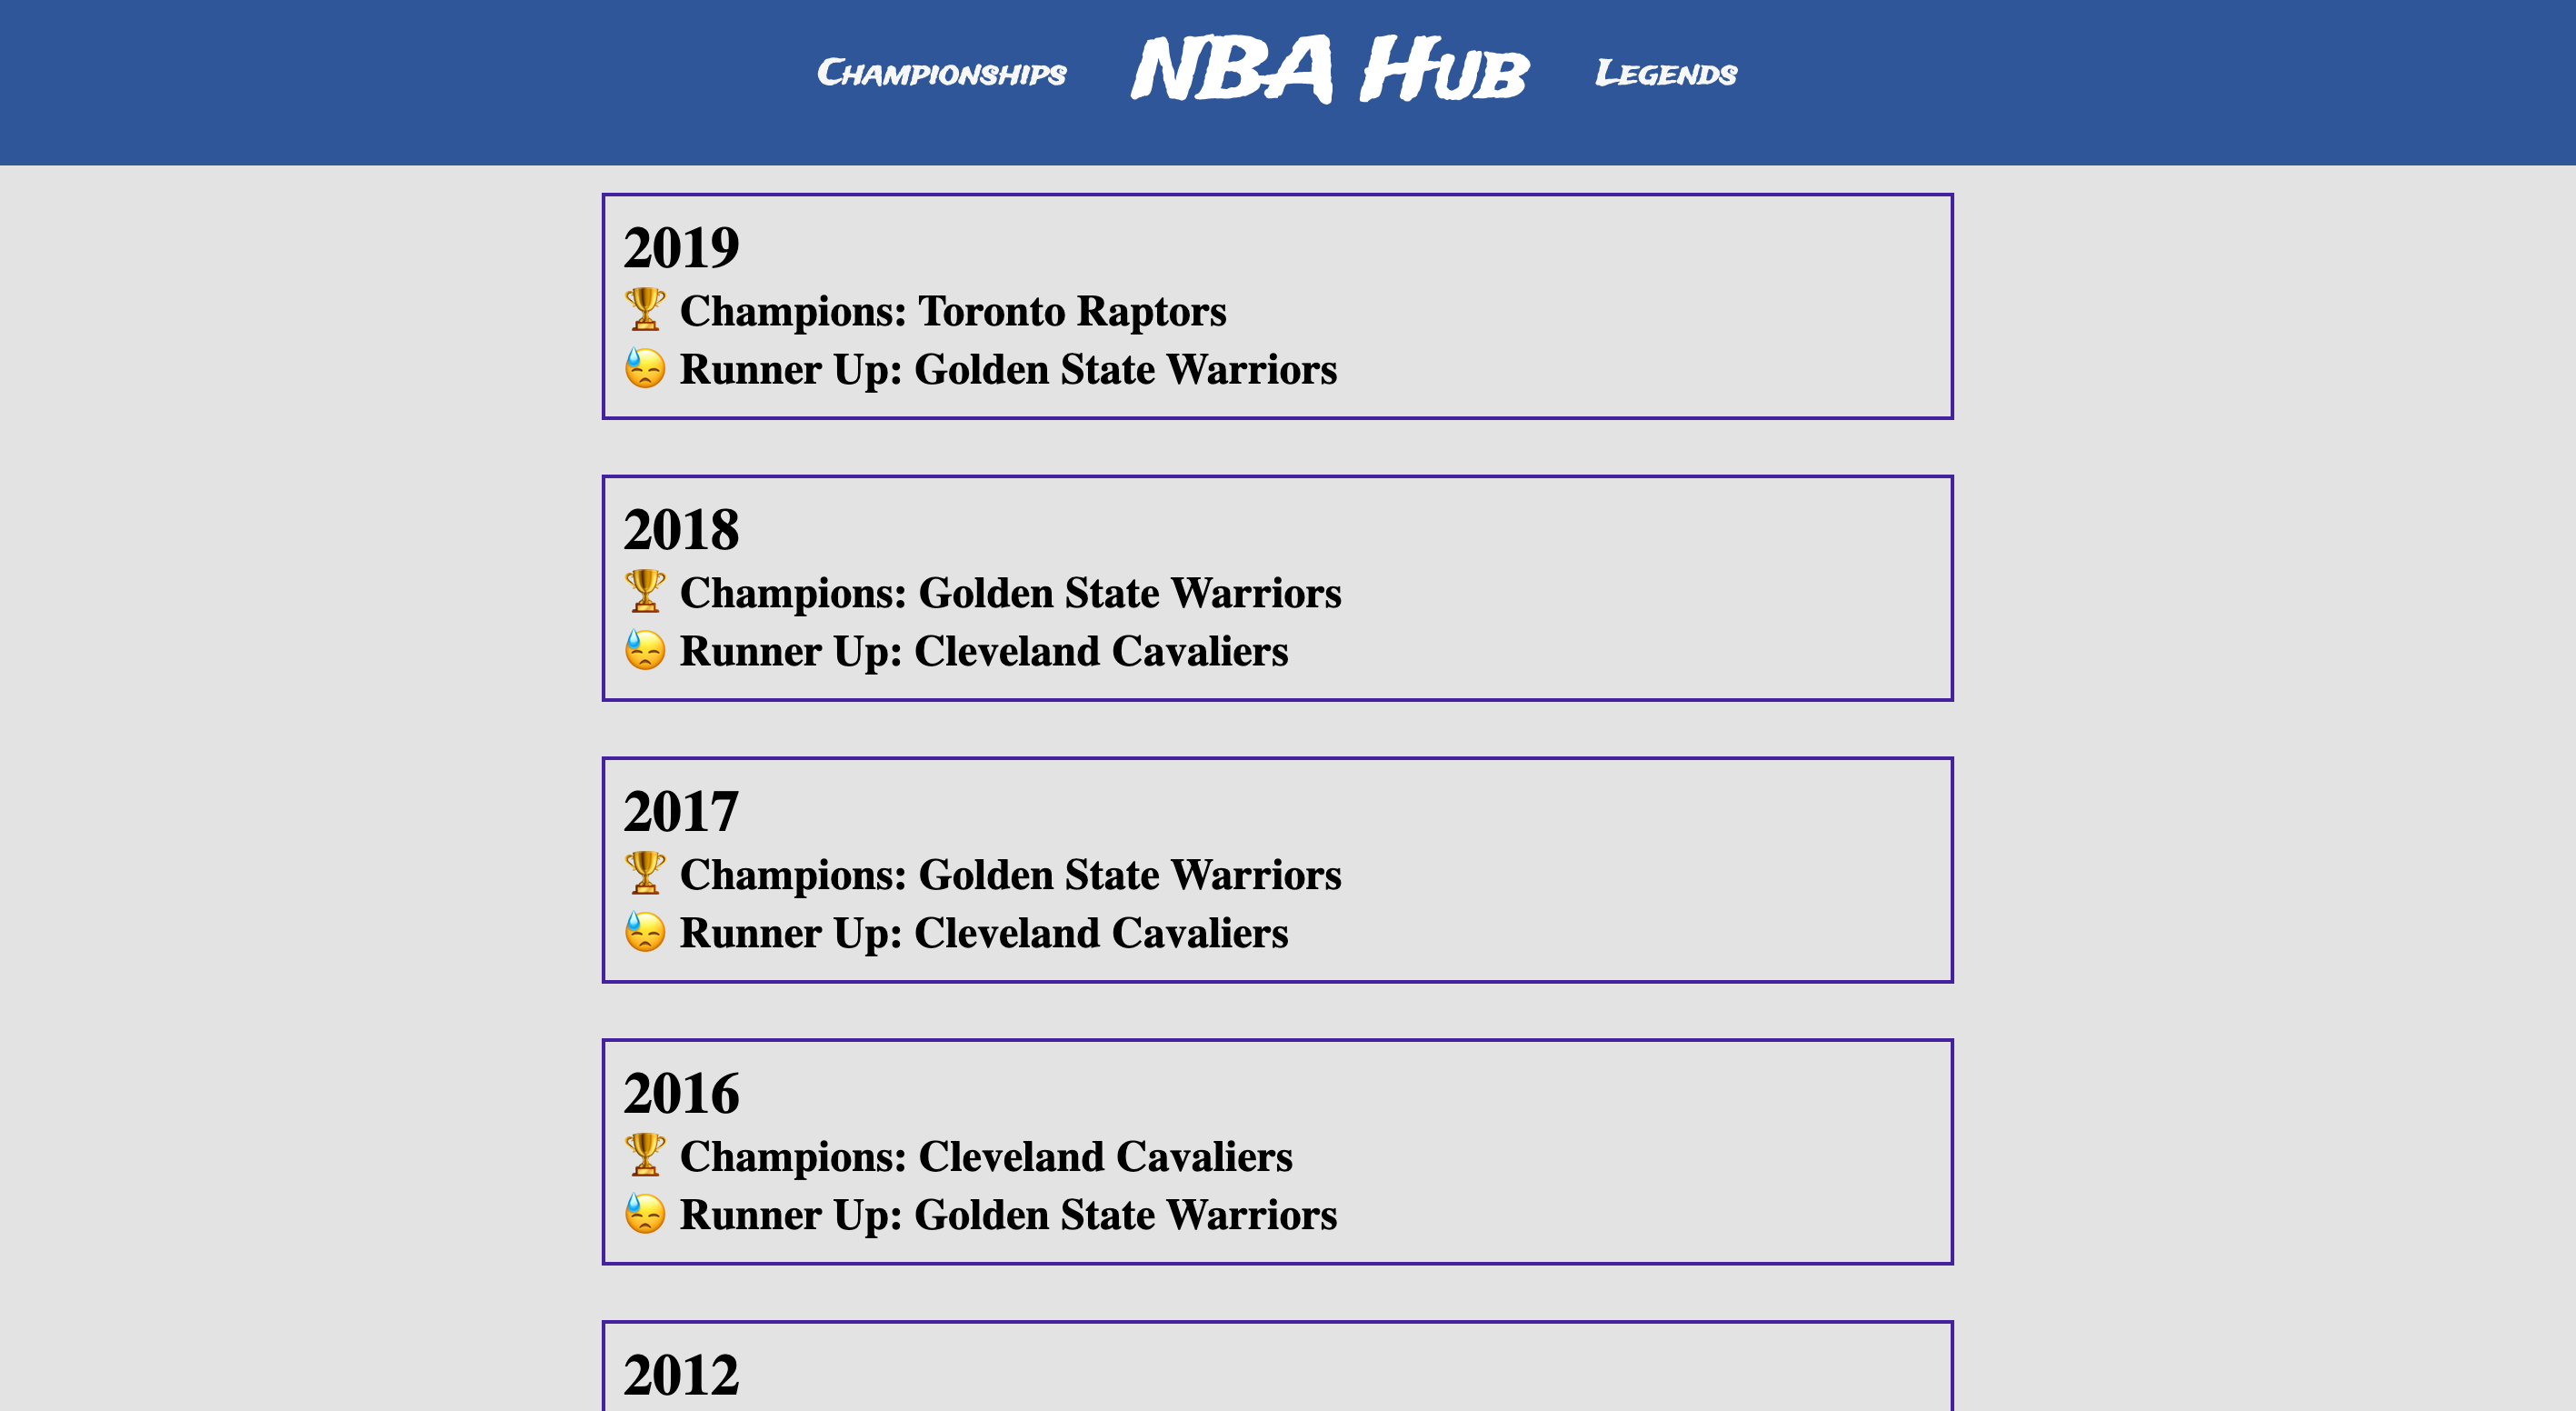 Championships NBA Hub Legends
2019
🏆 Champions: Toronto Raptors
😓 Runner Up: Golden State Warriors
2018
🏆 Champions: Golden State Warriors
😓 Runner Up: Cleveland Cavaliers
2017
🏆 Champions: Golden State Warriors
😓 Runner Up: Cleveland Cavaliers
2016
🏆 Champions: Cleveland Cavaliers
😓 Runner Up: Golden State Warriors
2012